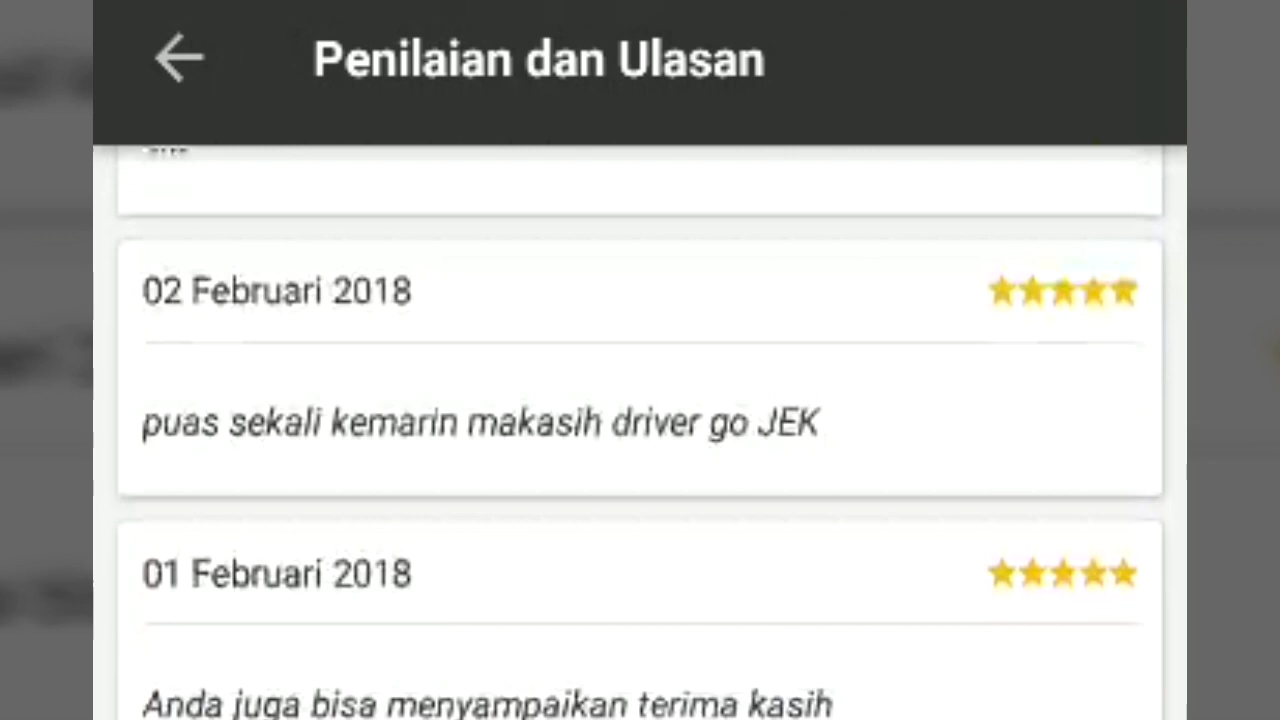 Penilaian dan Ulasan
02 Februari 2018
puas sekali kemarin makasih driver go JEK
01 Februari 2018
Anda juga bisa menyampaikan terima kasih